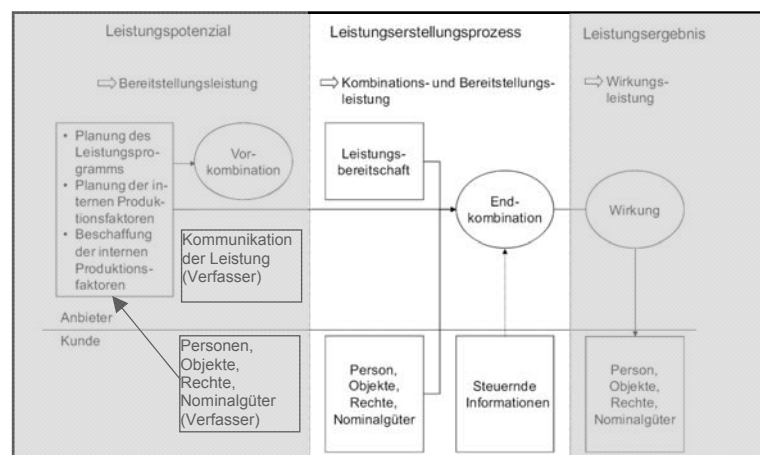 Leistungspotenzial
Leistungserstellungsprozess
Leistungsergebnis
Bereitstellungsleistung
Kombinations- und Bereitstellungs-
leistung
Wirkungs-
leistung
• Planung des
Leistungspro-
gramms
• Planung der in-
ternen Produk-
tionsfaktoren
• Beschaffung
der internen
Produktions-
faktoren
Vor-
kombination
Leistungs-
bereitschaft
End-
kombination
Wirkung
Kommunikation
der Leistung
(Verfasser)
Anbieter
Kunde
Personen,
Objekte,
Rechte,
Nominalgüter
(Verfasser)
Person,
Objekte,
Rechte,
Nominalgüter
Steuernde
Informationen
Person,
Objekte,
Rechte,
Nominalgüter